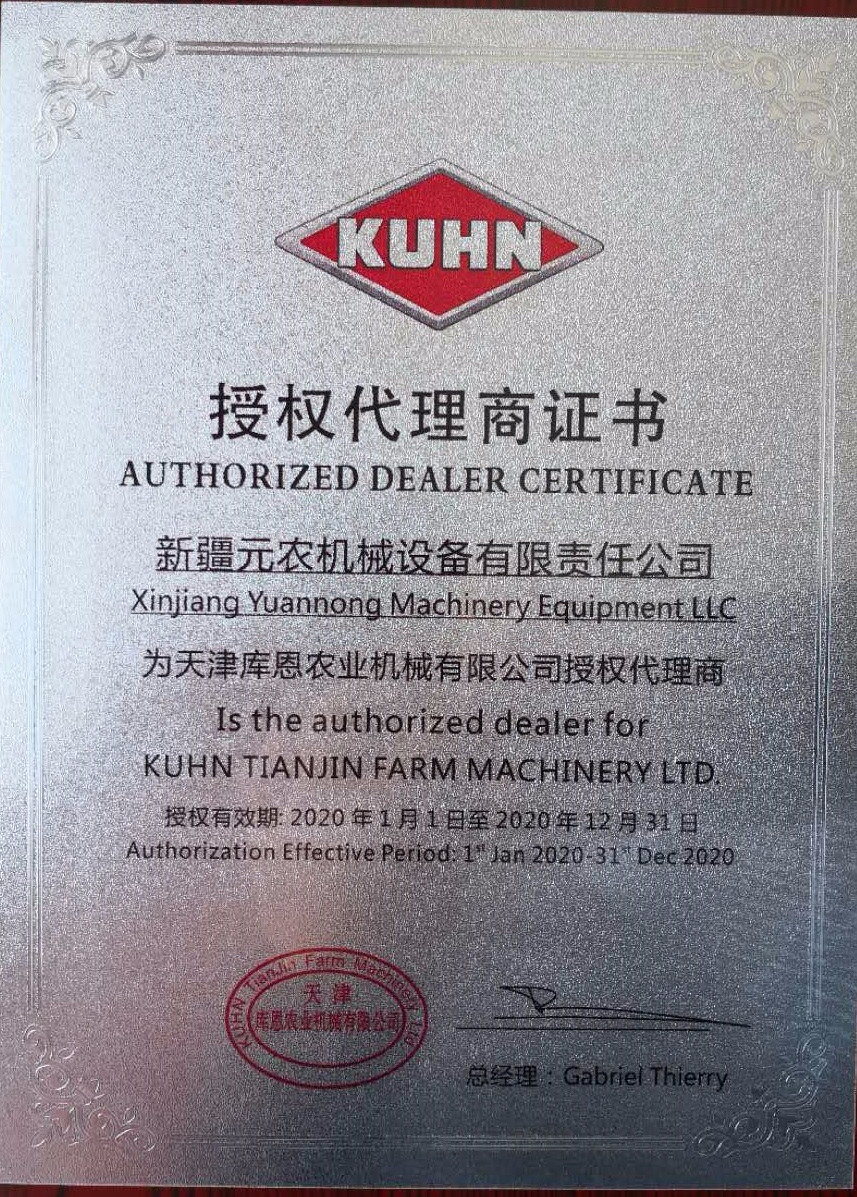 KUHN
授权代理商证书
AUTHORIZED DEALER CERTIFICATE
新疆元农机械设备有限责任公司
Xinjiang Yuannong Machinery Equipment LLC
为天津库恩农业机械有限公司授权代理商
Is the authorized dealer for
KUHN TIANJIN FARM MACHINERY LTD.
授权有效期: 2020 年 1 月 1 日至 2020 年 12 月 31 日
Authorization Effective Period: 1st Jan 2020-31st Dec 2020
KUHN TianJin Farm Machinery Ltd
天津
库恩农业机械有限公司
总经理：Gabriel Thierry